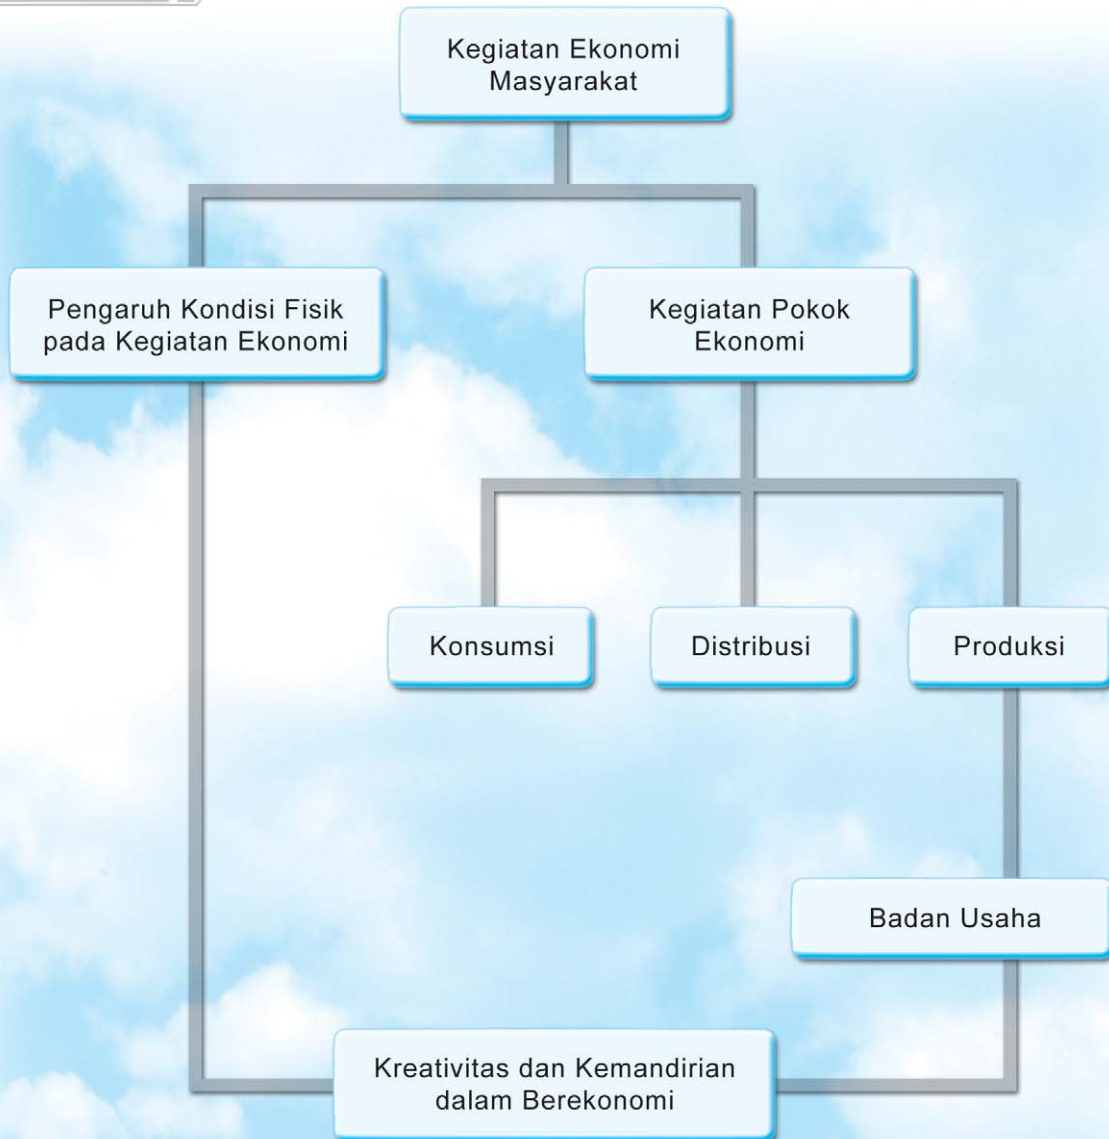 Kegiatan Ekonomi
Masyarakat
Pengaruh Kondisi Fisik
pada Kegiatan Ekonomi
Kegiatan Pokok
Ekonomi
Konsumsi
Distribusi
Produksi
Badan Usaha
Kreativitas dan Kemandirian
dalam Berekonomi